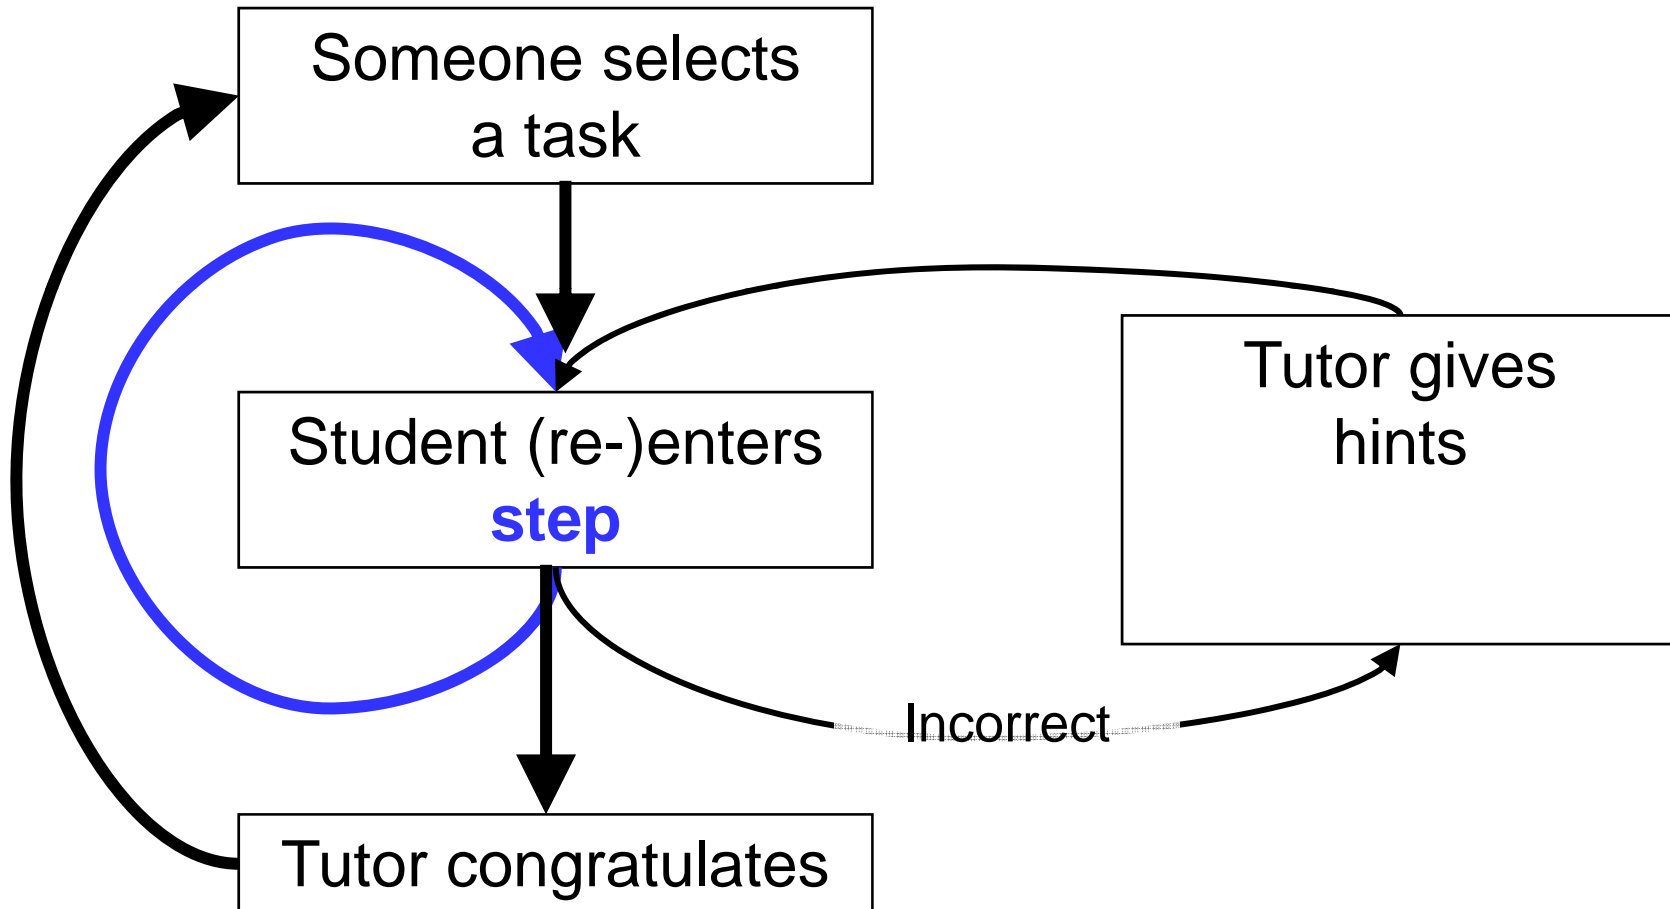 Someone selects
a task
Student (re-)enters
step
Tutor gives
hints
Incorrect
Tutor congratulates